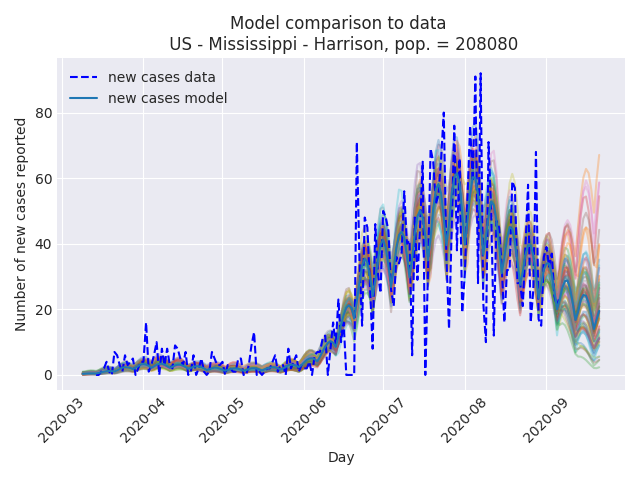 Model comparison to data
US - Mississippi - Harrison, pop. = 208080
new cases data
new cases model
Number of new cases reported
80
60
40
20
0
2020-03
2020-04
2020-05
2020-06
2020-07
2020-08
2020-09
Day